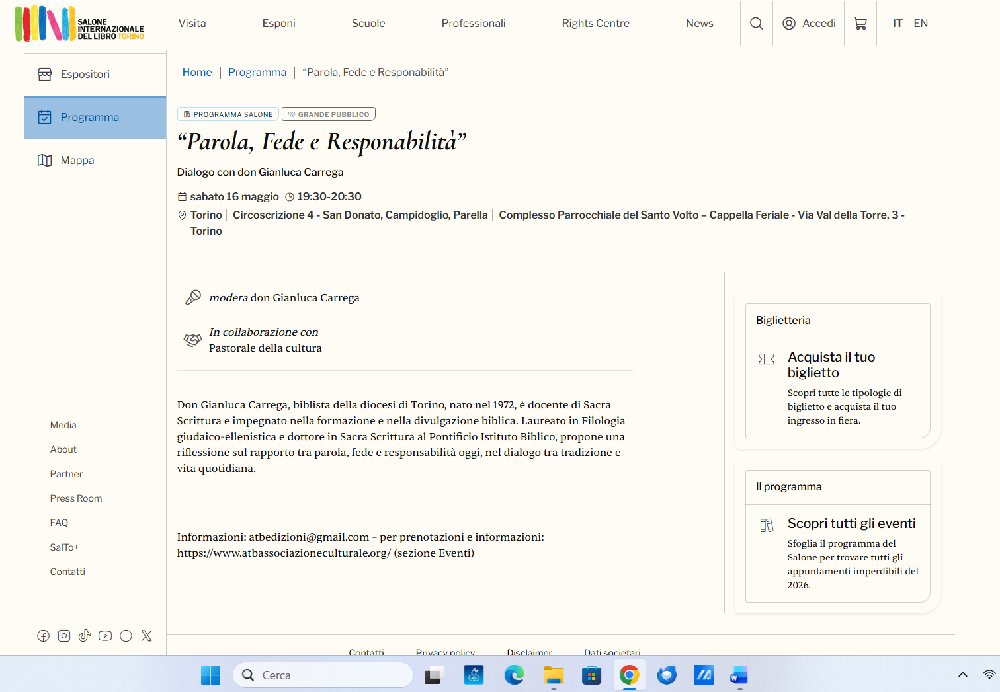 SALONE
INTERNAZIONALE
DEL LIBRO TORINO
Visita
Esponi
Scuole
Professionali
Rights Centre
News
Accedi
IT EN
Espositori
Programma
Mappa
Home | Programma | “Parola, Fede e Responabilità”
PROGRAMMA SALONE
GRANDE PUBBLICO
“Parola, Fede e Responabilità”
Dialogo con don Gianluca Carrega
sabato 16 maggio 19:30-20:30
Torino | Circoscrizione 4 - San Donato, Campidoglio, Parella | Complesso Parrocchiale del Santo Volto – Cappella Feriale - Via Val della Torre, 3 -
Torino
modera don Gianluca Carrega
In collaborazione con
Pastorale della cultura
Don Gianluca Carrega, biblista della diocesi di Torino, nato nel 1972, è docente di Sacra
Scrittura e impegnato nella formazione e nella divulgazione biblica. Laureato in Filologia
giudaico-ellenistica e dottore in Sacra Scrittura al Pontificio Istituto Biblico, propone una
riflessione sul rapporto tra parola, fede e responsabilità oggi, nel dialogo tra tradizione e
vita quotidiana.
Informazioni: atbedizioni@gmail.com – per prenotazioni e informazioni:
https://www.atbassociazioneculturale.org/ (sezione Eventi)
Biglietteria
Acquista il tuo
biglietto
Scopri tutte le tipologie di
biglietto e acquista il tuo
ingresso in fiera.
Il programma
Scopri tutti gli eventi
Sfoglia il programma del
Salone per trovare tutti gli
appuntamenti imperdibili del
2026.
Media
About
Partner
Press Room
FAQ
SalTo+
Contatti
Contatti
Privacy policy
Disclaimer
Dati societari
Cerca